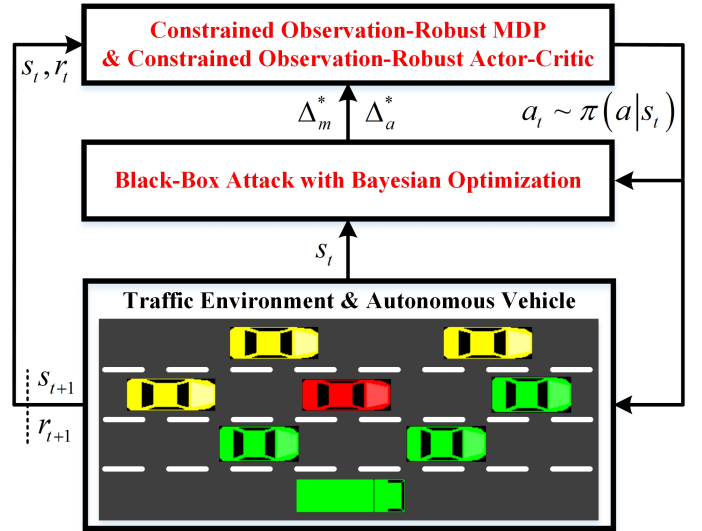 Constrained Observation-Robust MDP
& Constrained Observation-Robust Actor-Critic
s_t, r_t
Δ*_m Δ*_a
a_t ~ π(a|s_t)
Black-Box Attack with Bayesian Optimization
s_t
Traffic Environment & Autonomous Vehicle
s_{t+1}
r_{t+1}